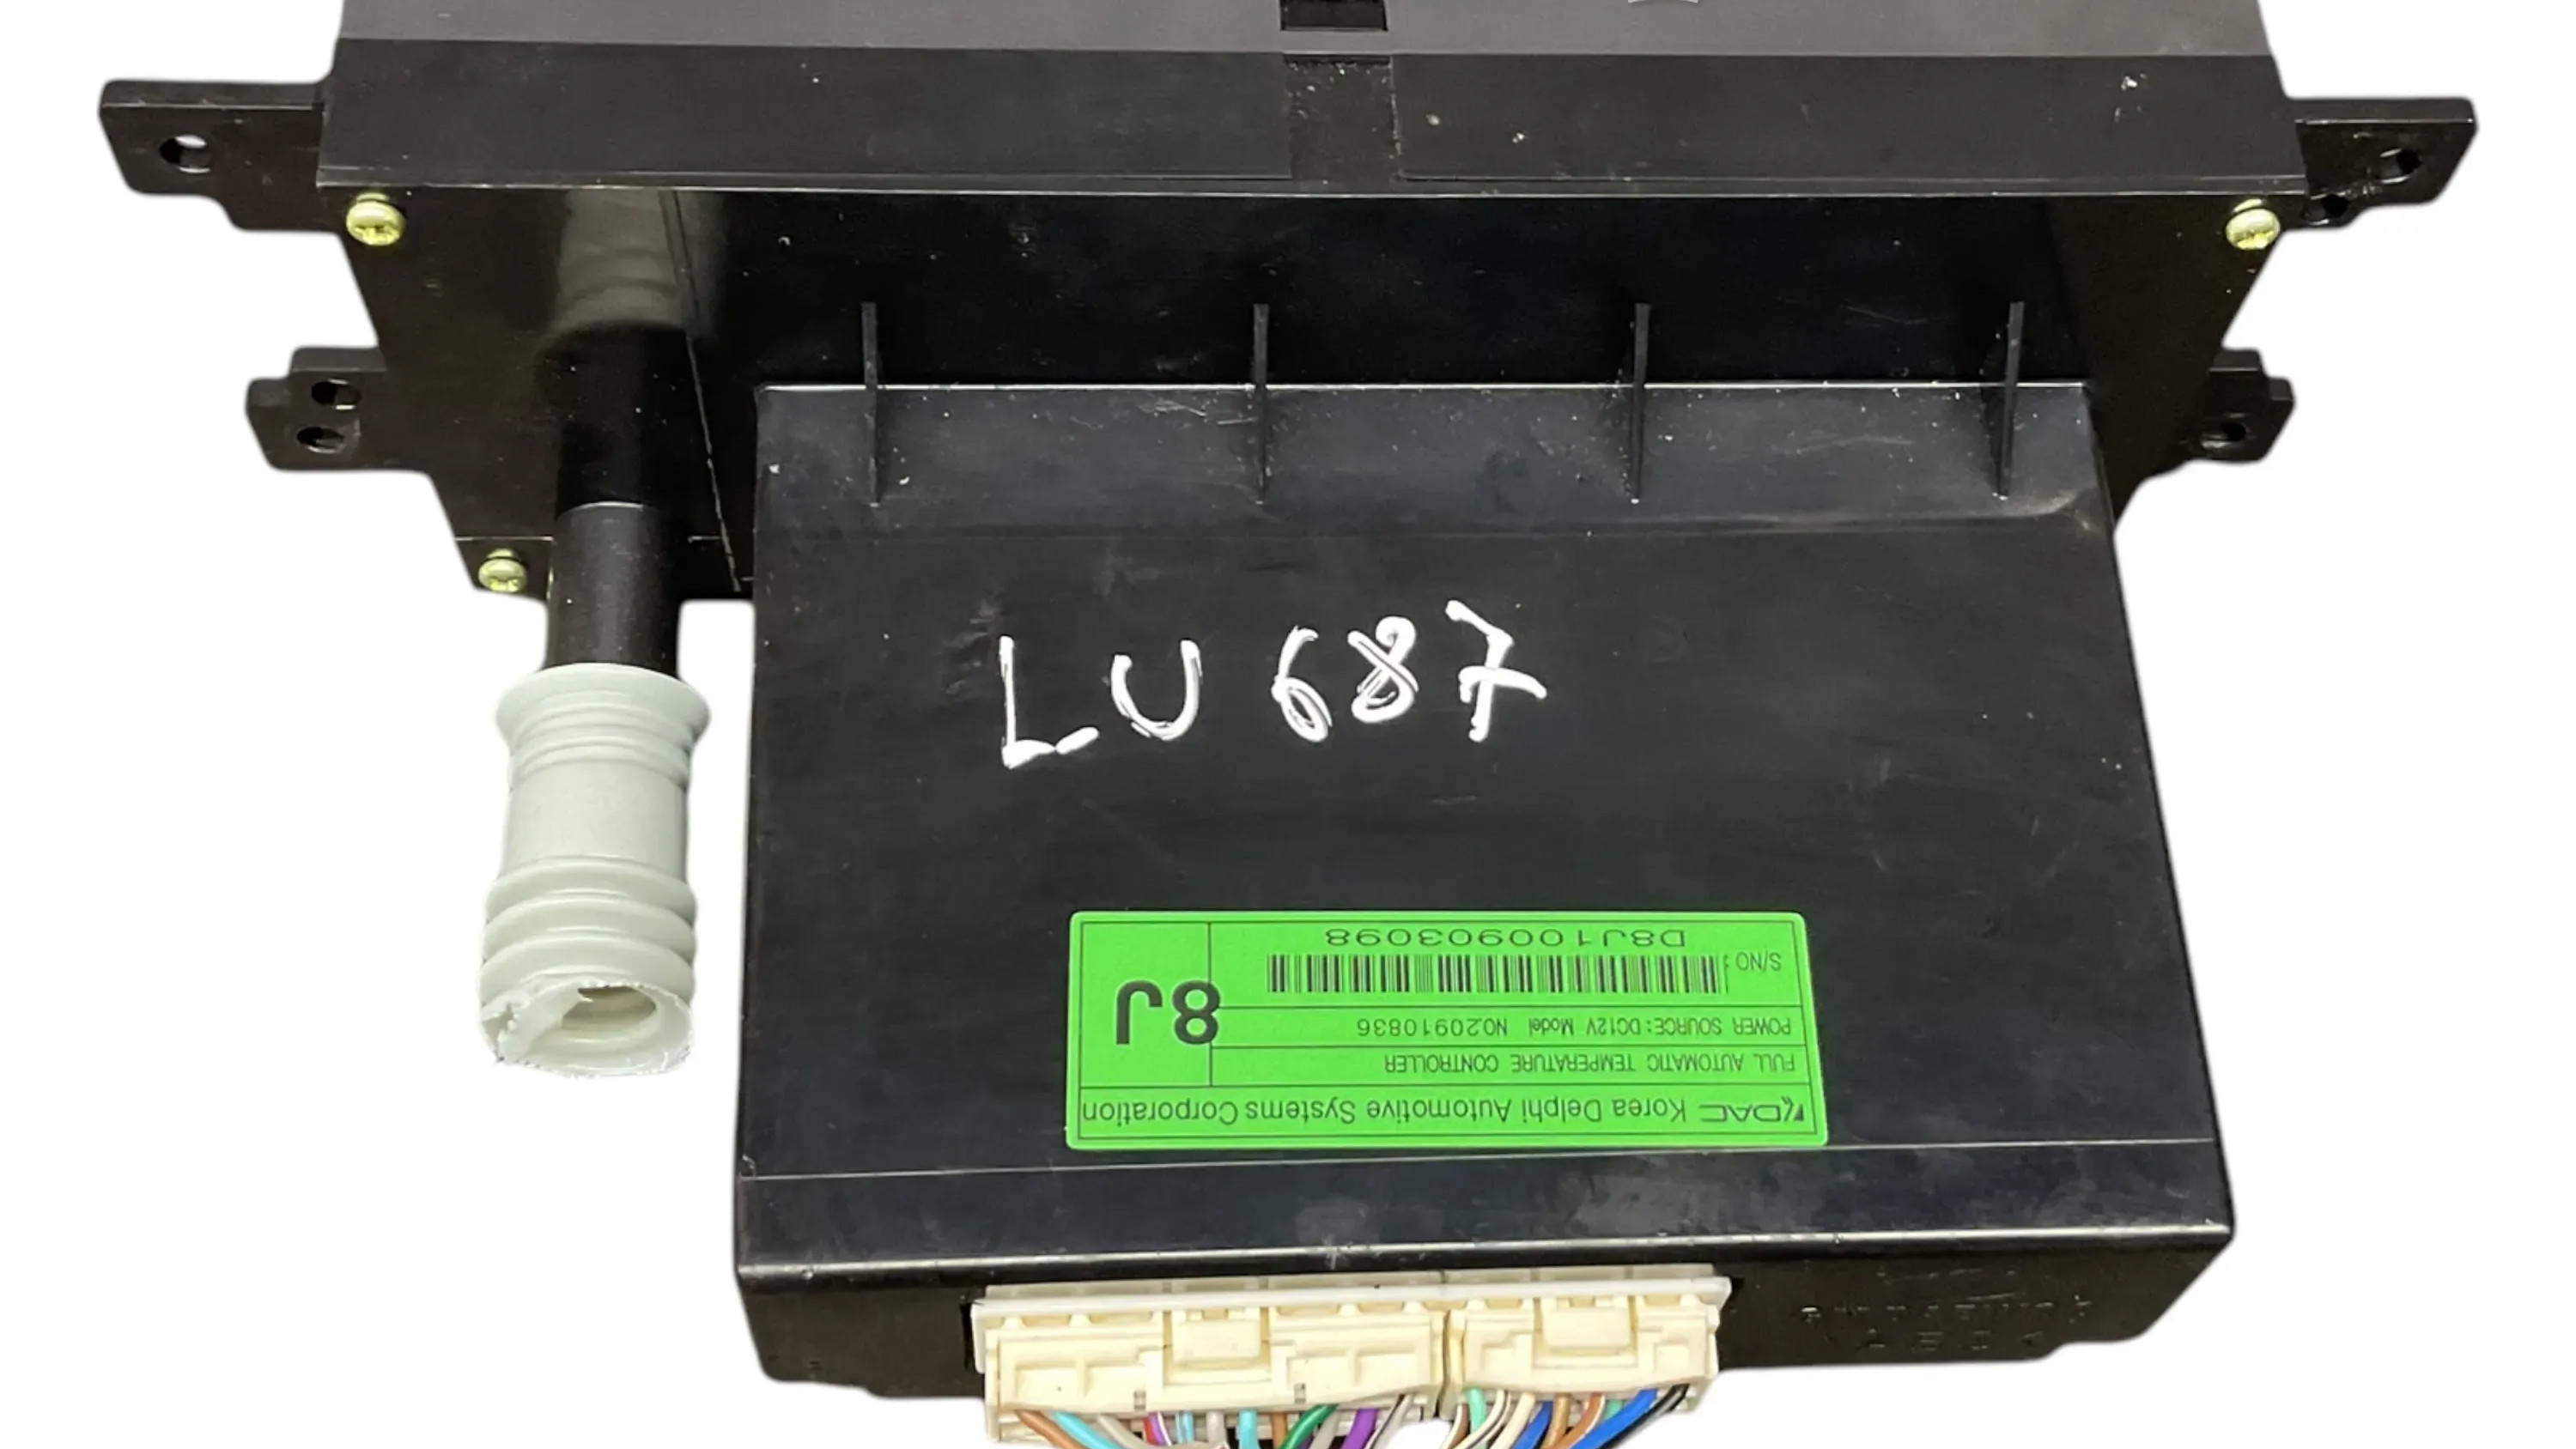 LU 687
KDAC Korea Delphi Automotive Systems Corporation
FULL AUTOMATIC TEMPERATURE CONTROLLER
POWER SOURCE: DC12V Model NO.20910836
8J
S/NO :
D8J100903098